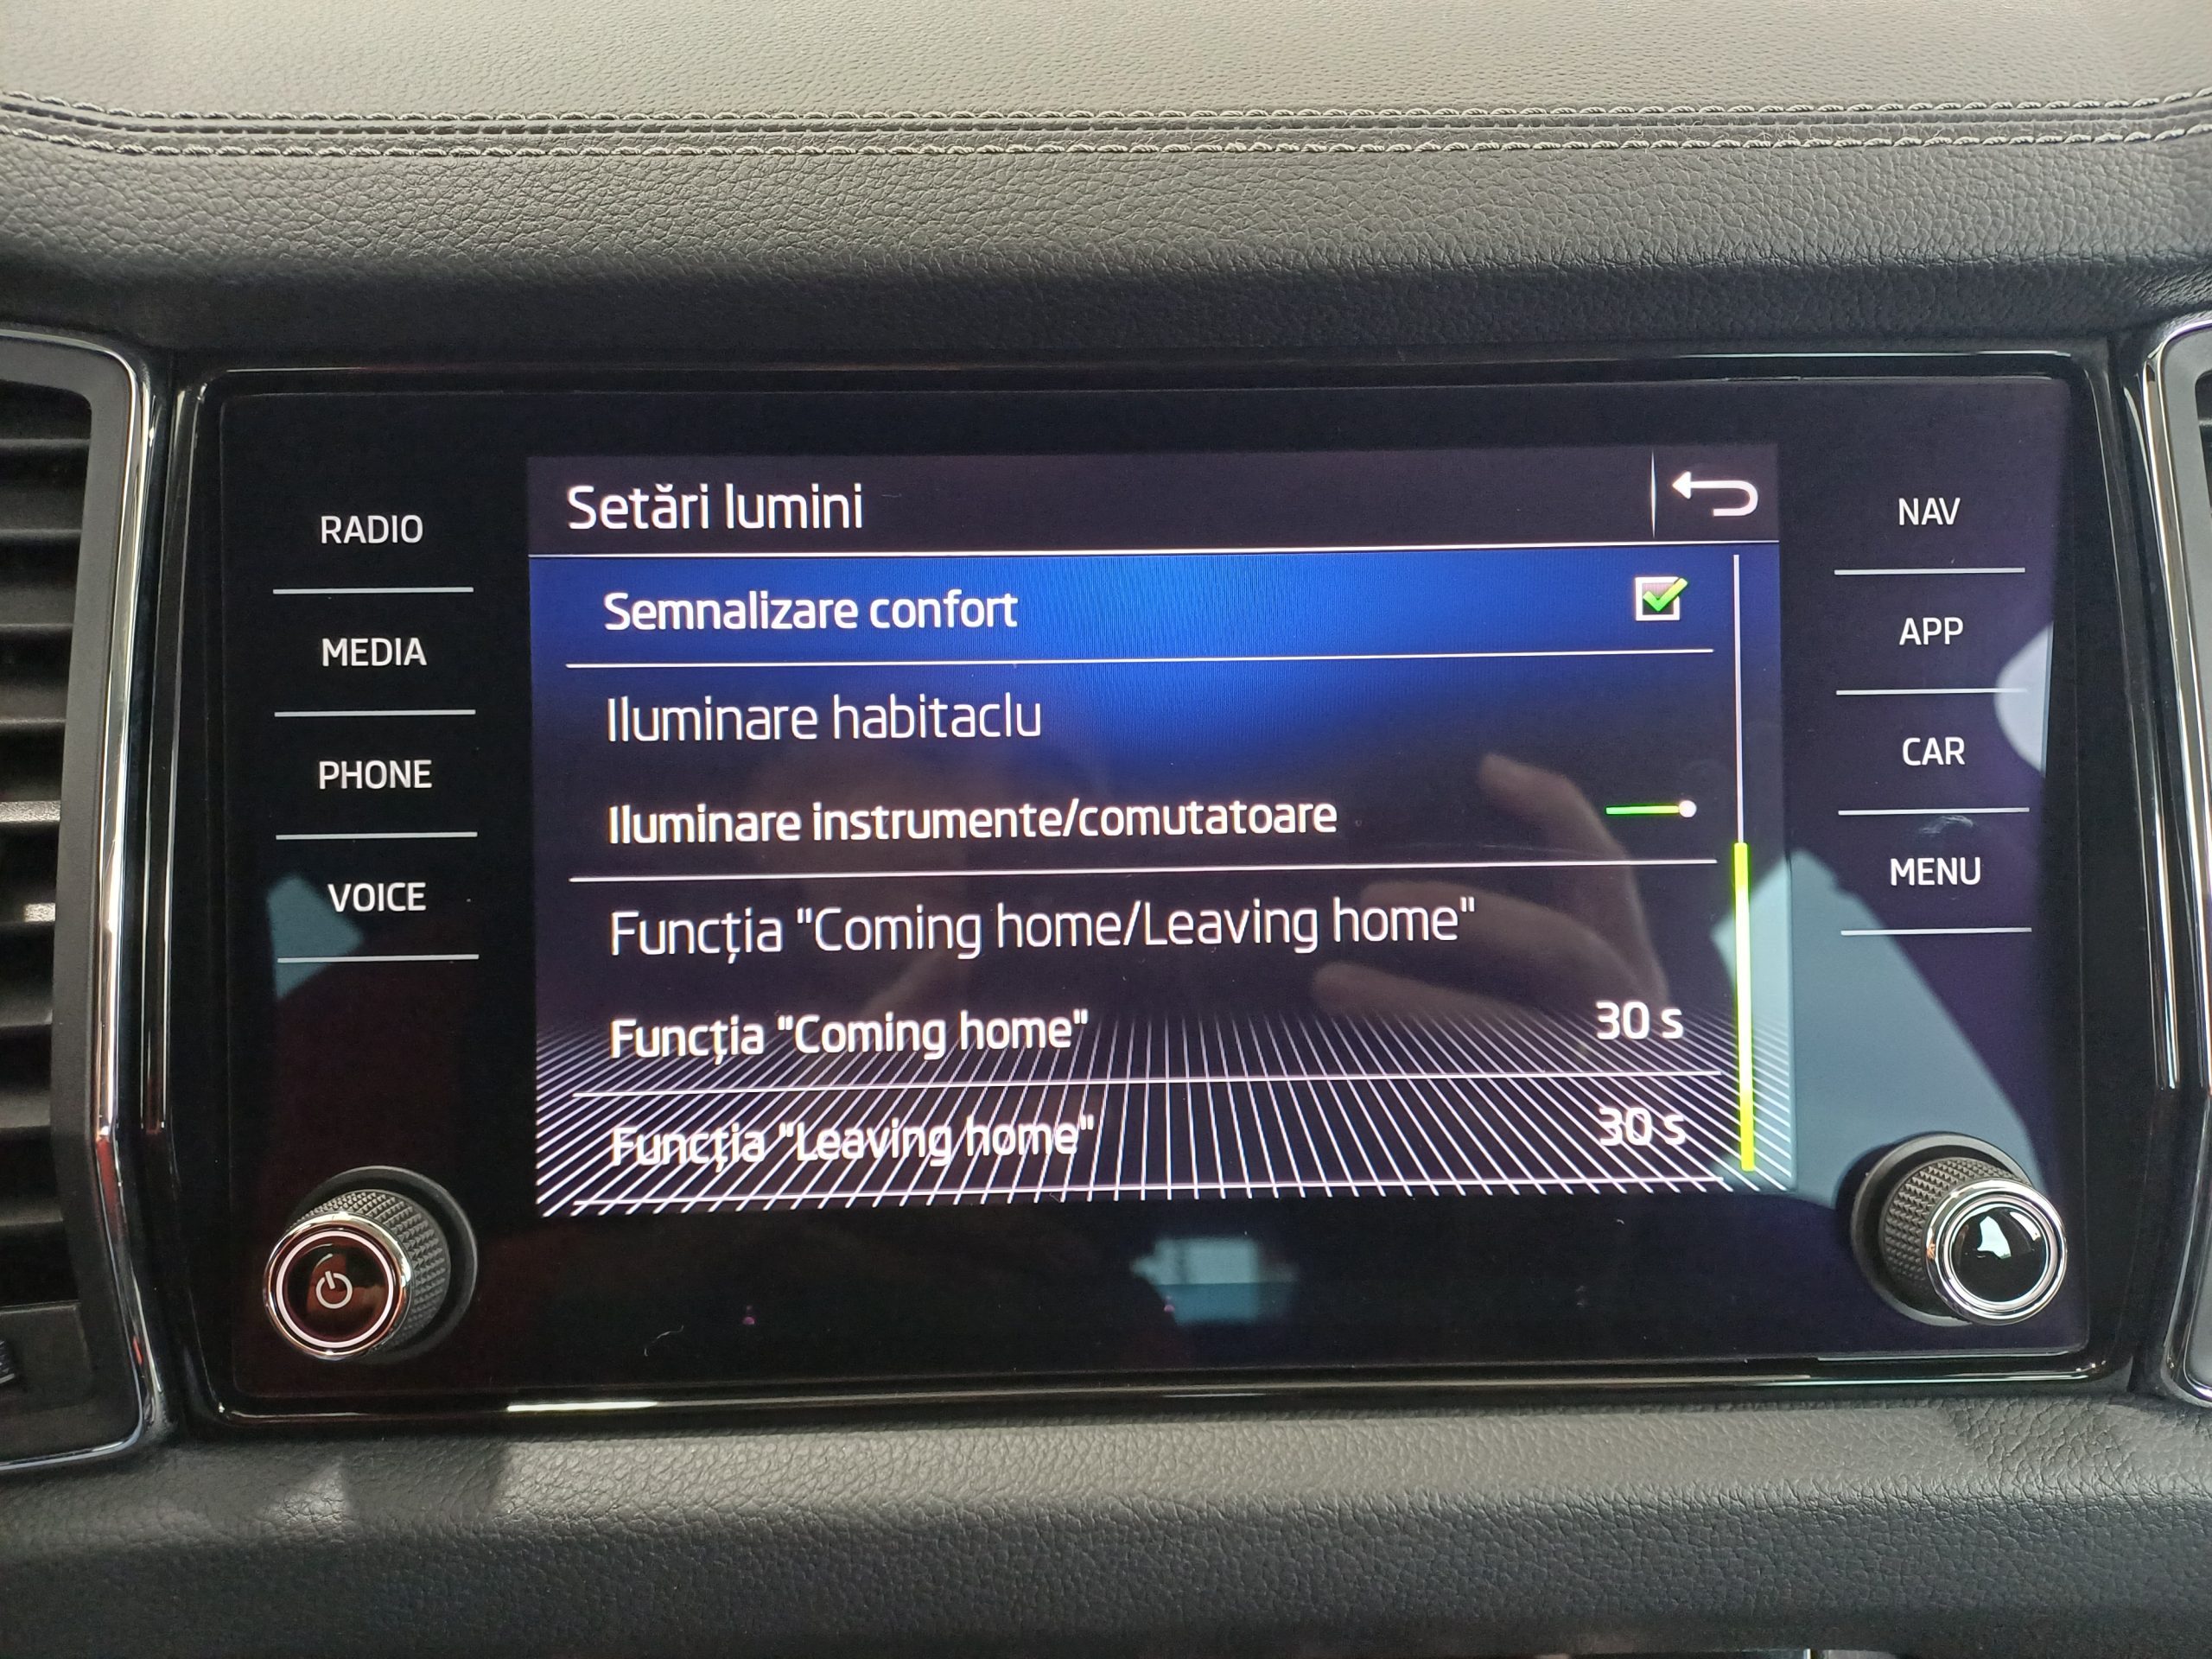 Setări lumini
RADIO
MEDIA
PHONE
VOICE
Semnalizare confort
Iluminare habitaclu
Iluminare instrumente/comutatoare
Funcția "Coming home/Leaving home"
Funcția "Coming home" 30 s
Funcția "Leaving home" 30 s
NAV
APP
CAR
MENU